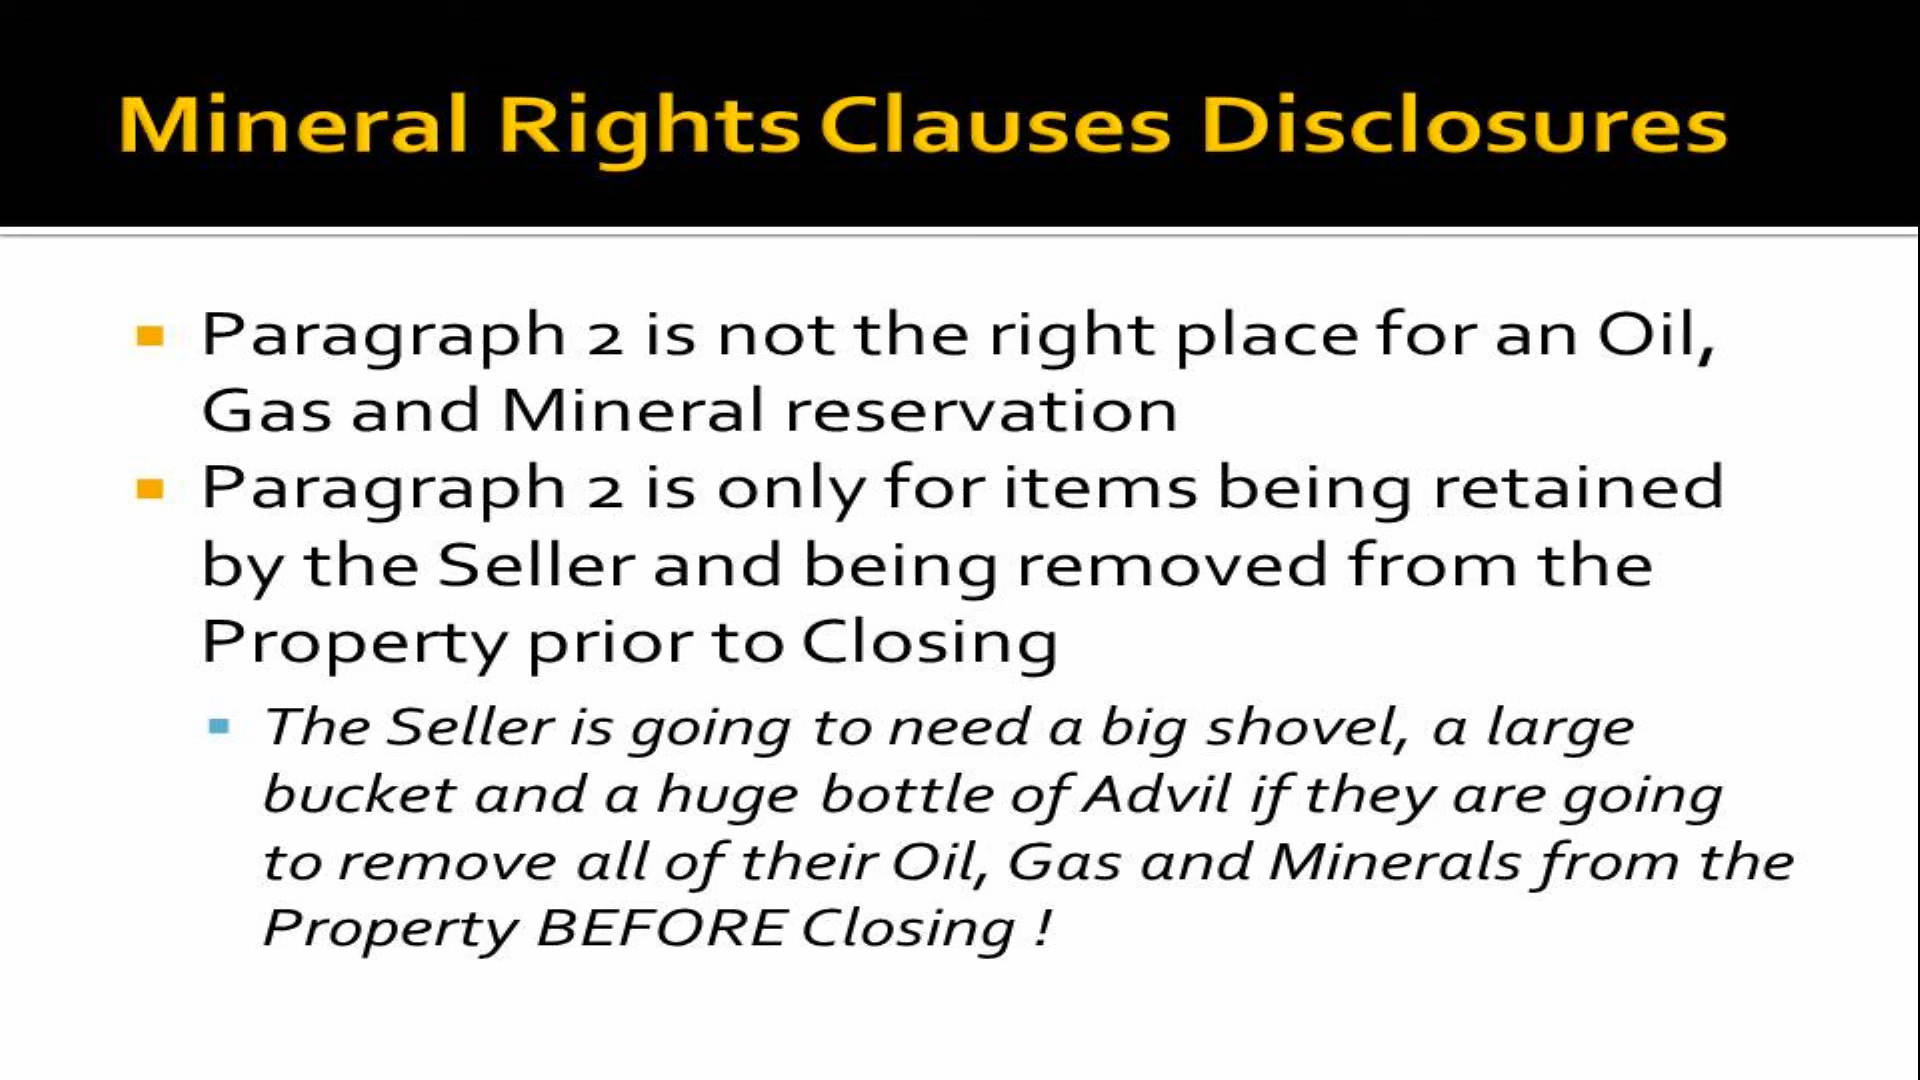 Mineral Rights Clauses Disclosures
Paragraph 2 is not the right place for an Oil,
Gas and Mineral reservation
Paragraph 2 is only for items being retained
by the Seller and being removed from the
Property prior to Closing
The Seller is going to need a big shovel, a large
bucket and a huge bottle of Advil if they are going
to remove all of their Oil, Gas and Minerals from the
Property BEFORE Closing !